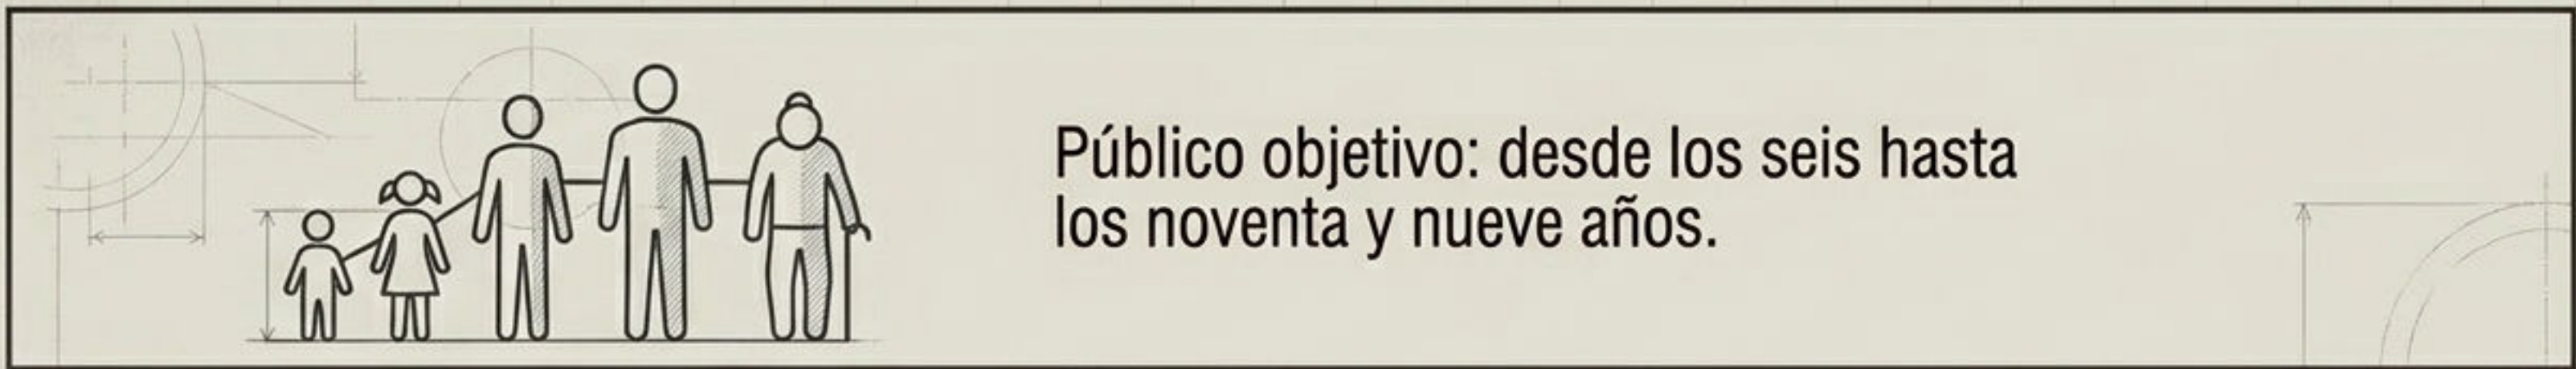 Público objetivo: desde los seis hasta
los noventa y nueve años.